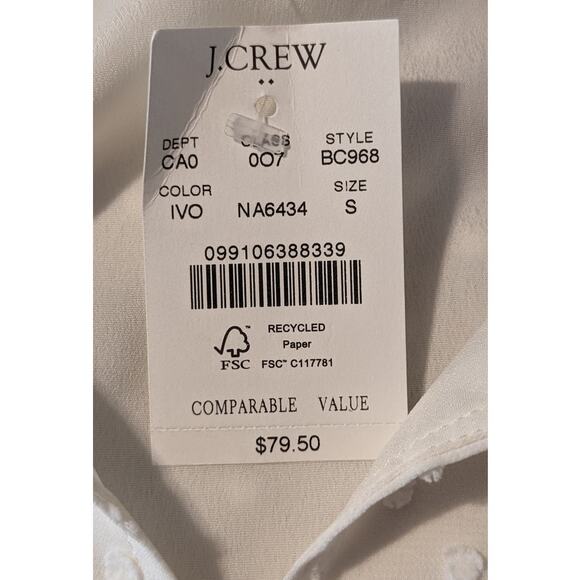 J.CREW
DEPT CLASS STYLE
CA0 0O7 BC968
COLOR SIZE
IVO NA6434 S
099106388339
RECYCLED
Paper
FSC™ C117781
FSC
COMPARABLE VALUE
$79.50